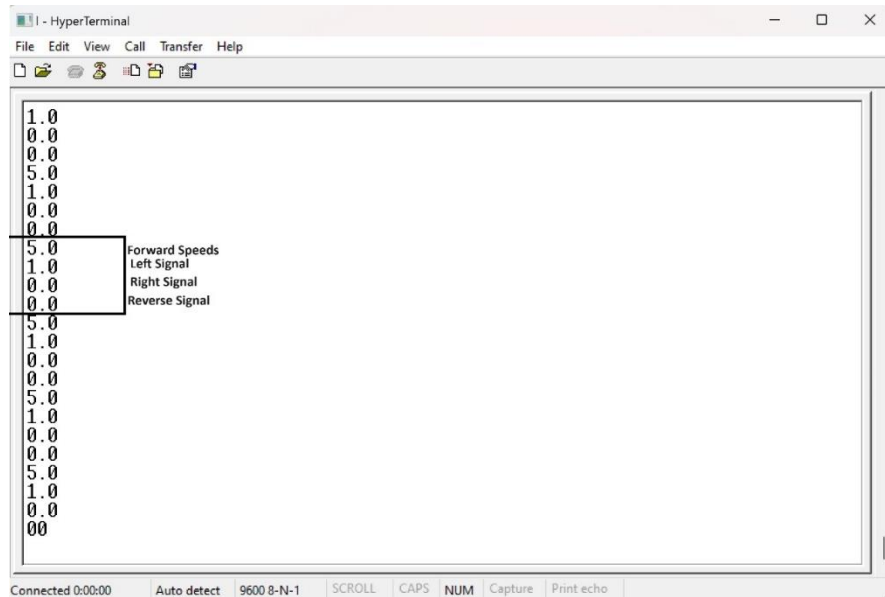 I - HyperTerminal
File Edit View Call Transfer Help
1.0
0.0
0.0
5.0
1.0
0.0
0.0
5.0 Forward Speeds
1.0 Left Signal
0.0 Right Signal
0.0 Reverse Signal
5.0
1.0
0.0
0.0
5.0
1.0
0.0
0.0
5.0
1.0
0.0
00
Connected 0:00:00 Auto detect 9600 8-N-1 SCROLL CAPS NUM Capture Print echo